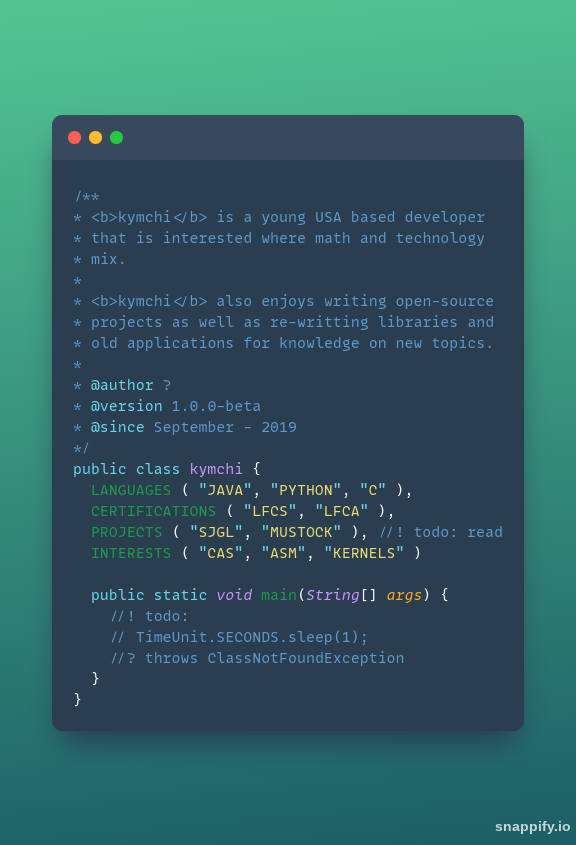 /**
* <b>kymchi</b> is a young USA based developer
* that is interested where math and technology
* mix.
*
* <b>kymchi</b> also enjoys writing open-source
* projects as well as re-writting libraries and
* old applications for knowledge on new topics.
*
* @author ?
* @version 1.0.0-beta
* @since September - 2019
*/
public class kymchi {
  LANGUAGES ( "JAVA", "PYTHON", "C" ),
  CERTIFICATIONS ( "LFCS", "LFCA" ),
  PROJECTS ( "SJGL", "MUSTOCK" ), //! todo: read
  INTERESTS ( "CAS", "ASM", "KERNELS" )

  public static void main(String[] args) {
    //! todo:
    // TimeUnit.SECONDS.sleep(1);
    //? throws ClassNotFoundException
  }
}
snappify.io